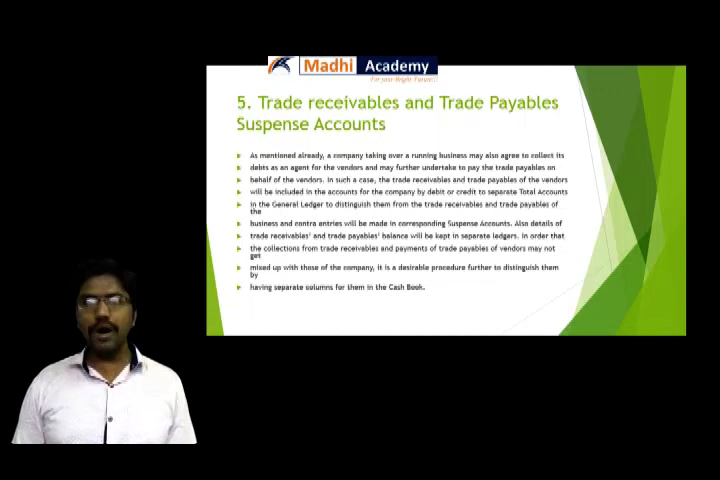 Madhi Academy
For your Bright Future!!!
5. Trade receivables and Trade Payables
Suspense Accounts
As mentioned already, a company taking over a running business may also agree to collect its
debts as an agent for the vendors and may further undertake to pay the trade payables on
behalf of the vendors. In such a case, the trade receivables and trade payables of the vendors
will be included in the accounts for the company by debit or credit to separate Total Accounts
in the General Ledger to distinguish them from the trade receivables and trade payables of
the
business and contra entries will be made in corresponding Suspense Accounts. Also details of
trade receivables' and trade payables' balance will be kept in separate ledgers. In order that
the collections from trade receivables and payments of trade payables of vendors may not
get
mixed up with those of the company, it is a desirable procedure further to distinguish them
by
having separate columns for them in the Cash Book.